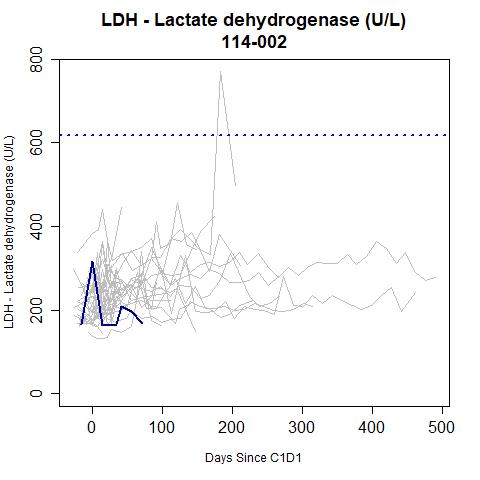 LDH - Lactate dehydrogenase (U/L)
114-002
LDH - Lactate dehydrogenase (U/L)
800
600
400
200
0
0 100 200 300 400 500
Days Since C1D1